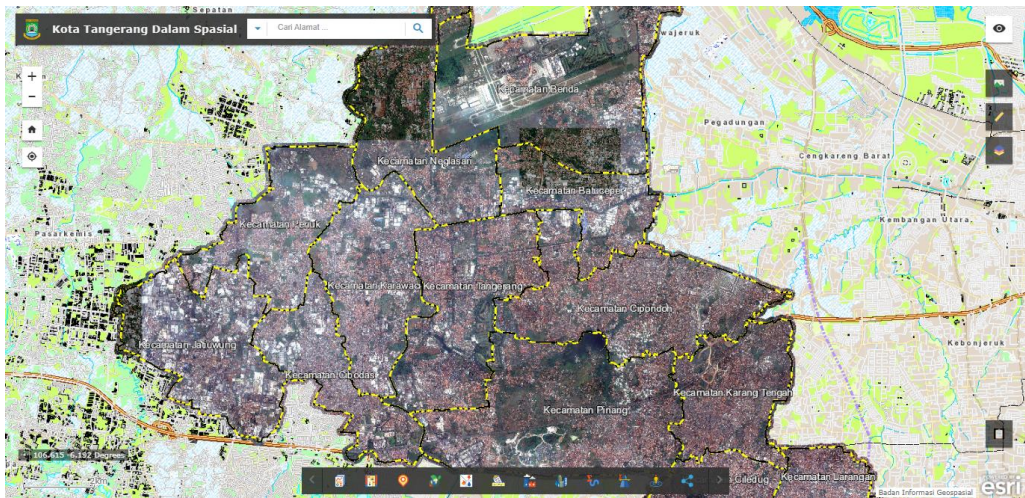 Sepatan
Kota Tangerang Dalam Spasial
Cari Alamat ...
wajeruk
Kecamatan Benda
Pegadungan
Cengkareng Barat
Kecamatan Neglasari
Kecamatan Batuceper
Kembangan Utara
Pasarkemis
Kecamatan Periuk
Kecamatan Karawaci
Kecamatan Tangerang
Kecamatan Cipondoh
Kebonjeruk
Kecamatan Jatiuwung
Kecamatan Cibodas
Kecamatan Karang Tengah
Kecamatan Pinang
106.615 -6.192 Degrees
Ciledug
Kecamatan Larangan
Badan Informasi Geospasial
esri